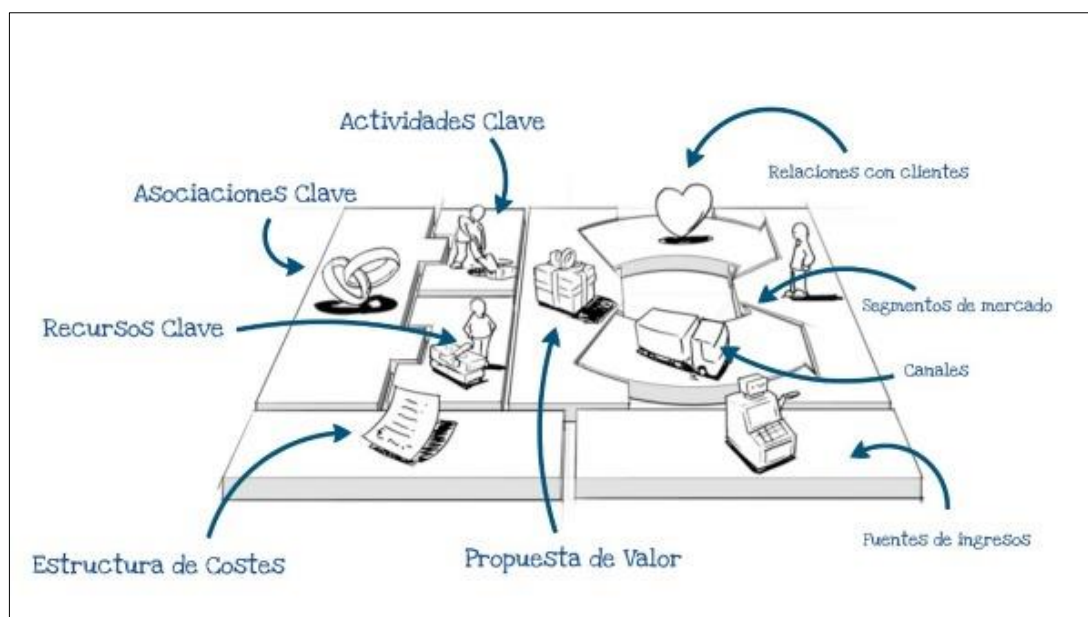 Actividades Clave
Relaciones con clientes
Asociaciones Clave
Segmentos de mercado
Recursos Clave
Canales
Fuentes de ingresos
Propuesta de Valor
Estructura de Costes